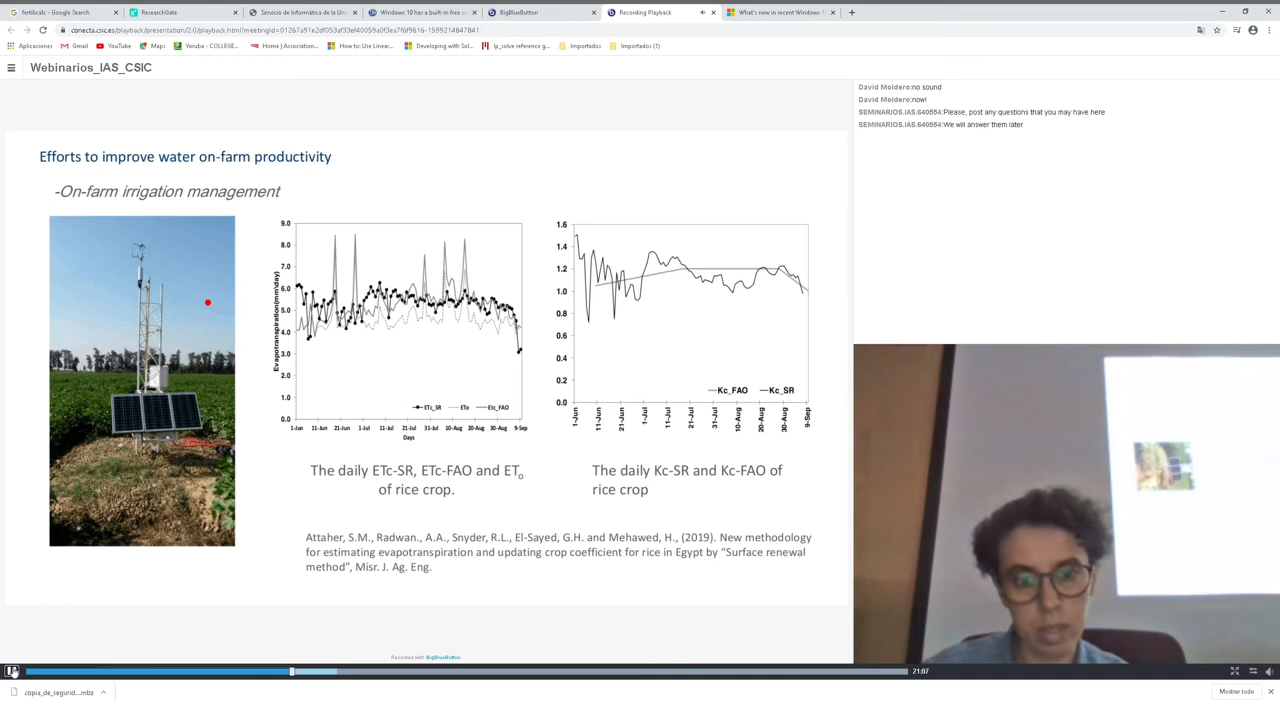 fertilicalc - Google Search
ResearchGate
Servicio de Informática de la Uni
Windows 10 has a built-in free s
BigBlueButton
Recording Playback
What's new in recent Windows 1
conecta.csic.es/playback/presentation/2.0/playback.html?meetingId=01267a91e2df053af33ef40059a0f3ea7f6f9616-1599214847841
Aplicaciones
Gmail
YouTube
Maps
Yoruba - COLLEGE...
Home | Association...
How to: Use Linear...
Developing with Sol...
lp_solve reference g...
Importados
Importados (1)
Webinarios_IAS_CSIC
David Moldero:no sound
David Moldero:now!
SEMINARIOS.IAS.640554:Please, post any questions that you may have here
SEMINARIOS.IAS.640554:We will answer them later
Efforts to improve water on-farm productivity
-On-farm irrigation management
Evapotranspiration(mm\day)
9.0
8.0
7.0
6.0
5.0
4.0
3.0
2.0
1.0
0.0
ETc_SR
ETo
Etc_FAO
1-Jun 11-Jun 21-Jun 1-Jul 11-Jul 21-Jul 31-Jul 10-Aug 20-Aug 30-Aug 9-Sep
Days
1.6
1.4
1.2
1.0
0.8
0.6
0.4
0.2
0.0
Kc_FAO
Kc_SR
1-Jun 11-Jun 21-Jun 1-Jul 11-Jul 21-Jul 31-Jul 10-Aug 20-Aug 30-Aug 9-Sep
The daily ETc-SR, ETc-FAO and ETo
of rice crop.
The daily Kc-SR and Kc-FAO of
rice crop
Attaher, S.M., Radwan., A.A., Snyder, R.L., El-Sayed, G.H. and Mehawed, H., (2019). New methodology
for estimating evapotranspiration and updating crop coefficient for rice in Egypt by “Surface renewal
method”, Misr. J. Ag. Eng.
Recorded with BigBlueButton.
21:07
copia_de_segurid....mbz
Mostrar todo